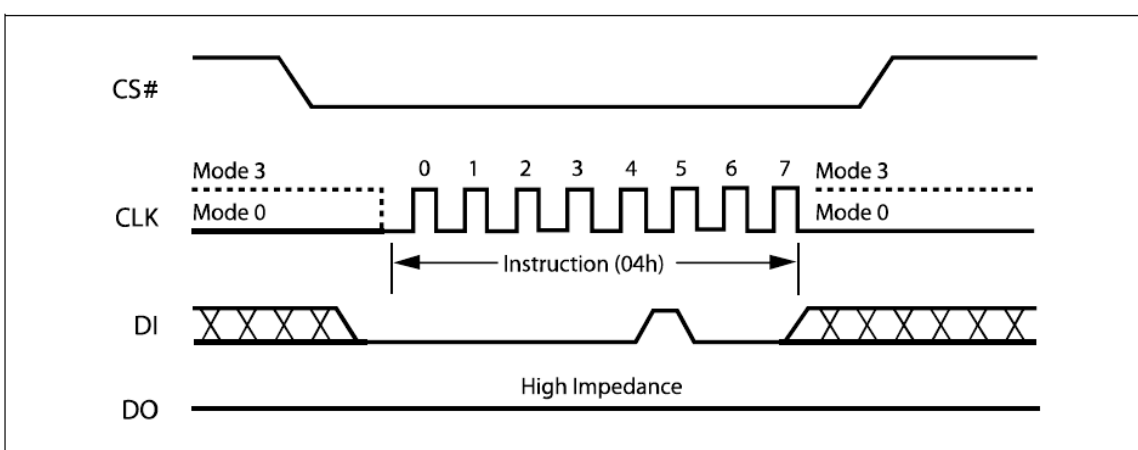 CS#
Mode 3
0 1 2 3 4 5 6 7
Mode 3
CLK
Mode 0
Mode 0
Instruction (04h)
DI
High Impedance
DO